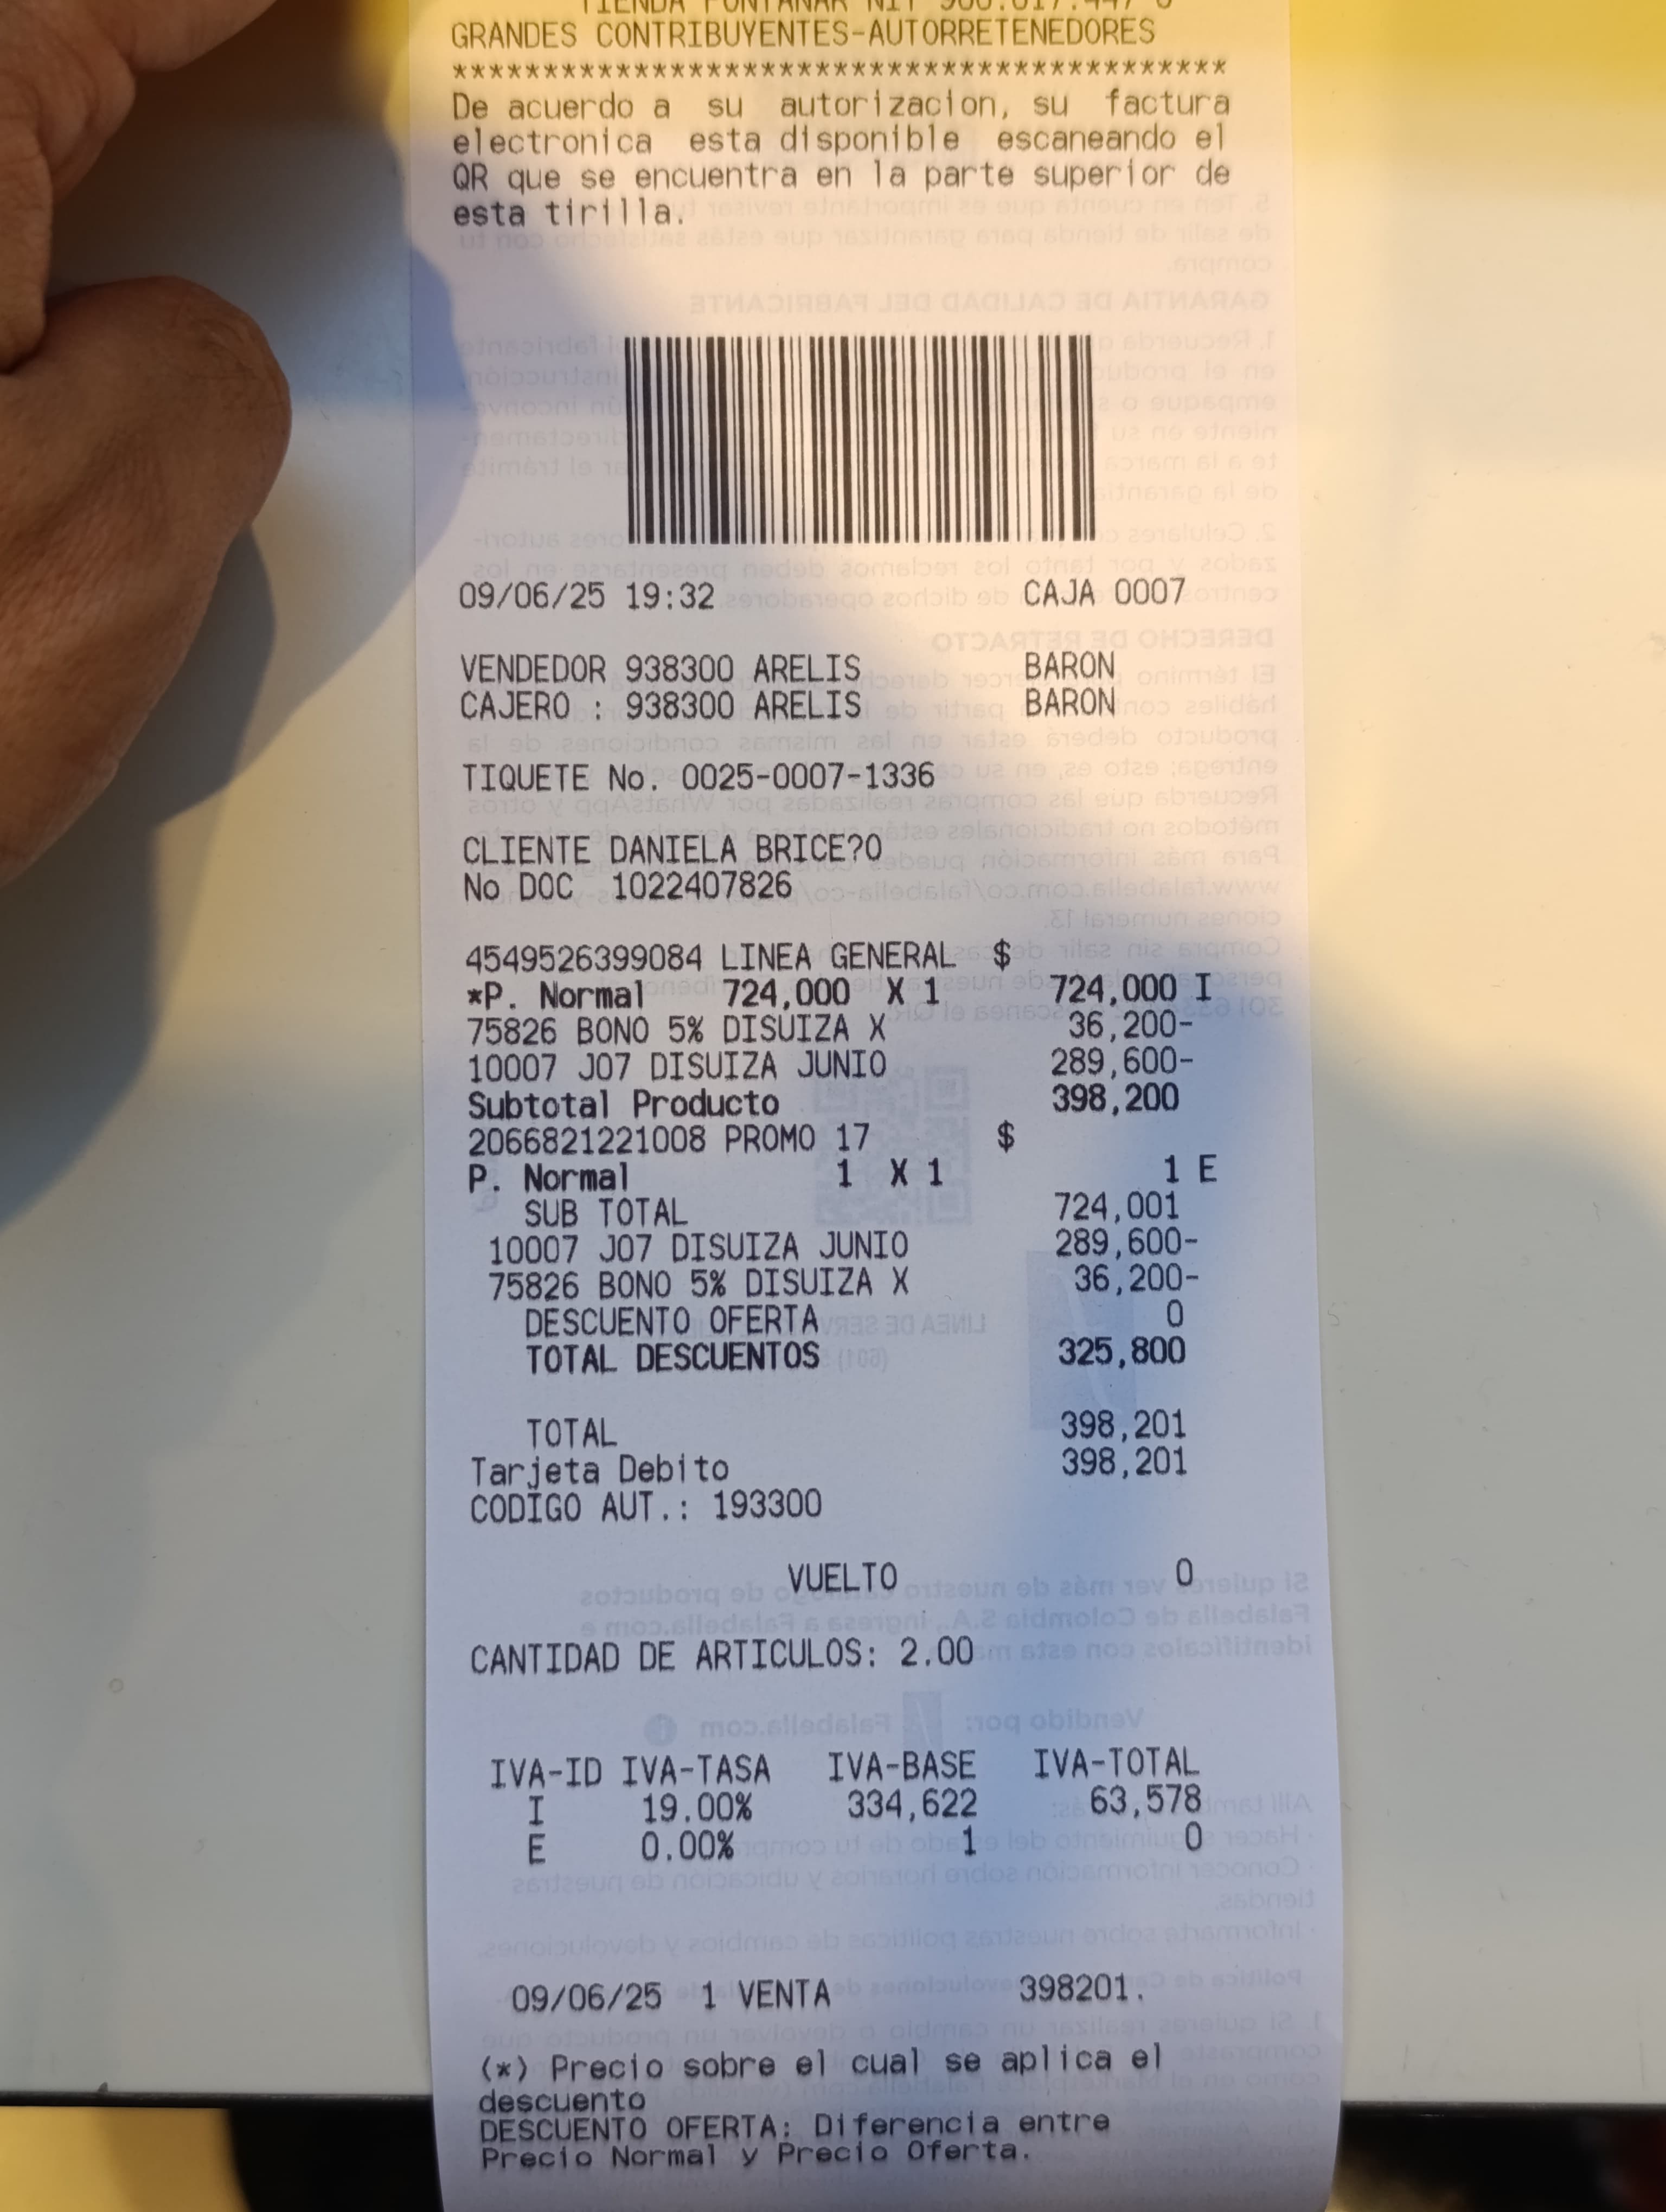 TIENDA FONTANAR NIT 900.017.447 8
GRANDES CONTRIBUYENTES-AUTORRETENEDORES
*******************************************
De acuerdo a su autorizacion, su factura
electronica esta disponible escaneando el
QR que se encuentra en la parte superior de
esta tirilla.
09/06/25 19:32 CAJA 0007
VENDEDOR 938300 ARELIS BARON
CAJERO : 938300 ARELIS BARON
TIQUETE No. 0025-0007-1336
CLIENTE DANIELA BRICE?O
No DOC 1022407826
4549526399084 LINEA GENERAL $
*P. Normal 724,000 X 1 724,000 I
75826 BONO 5% DISUIZA X 36,200-
10007 J07 DISUIZA JUNIO 289,600-
Subtotal Producto 398,200
2066821221008 PROMO 17 $
P. Normal 1 X 1 1 E
SUB TOTAL 724,001
10007 J07 DISUIZA JUNIO 289,600-
75826 BONO 5% DISUIZA X 36,200-
DESCUENTO OFERTA 0
TOTAL DESCUENTOS 325,800
TOTAL 398,201
Tarjeta Debito 398,201
CODIGO AUT.: 193300
VUELTO 0
CANTIDAD DE ARTICULOS: 2.00
IVA-ID IVA-TASA IVA-BASE IVA-TOTAL
I 19.00% 334,622 63,578
E 0.00% 1 0
09/06/25 1 VENTA 398201.
(*) Precio sobre el cual se aplica el
descuento
DESCUENTO OFERTA: Diferencia entre
Precio Normal y Precio Oferta.